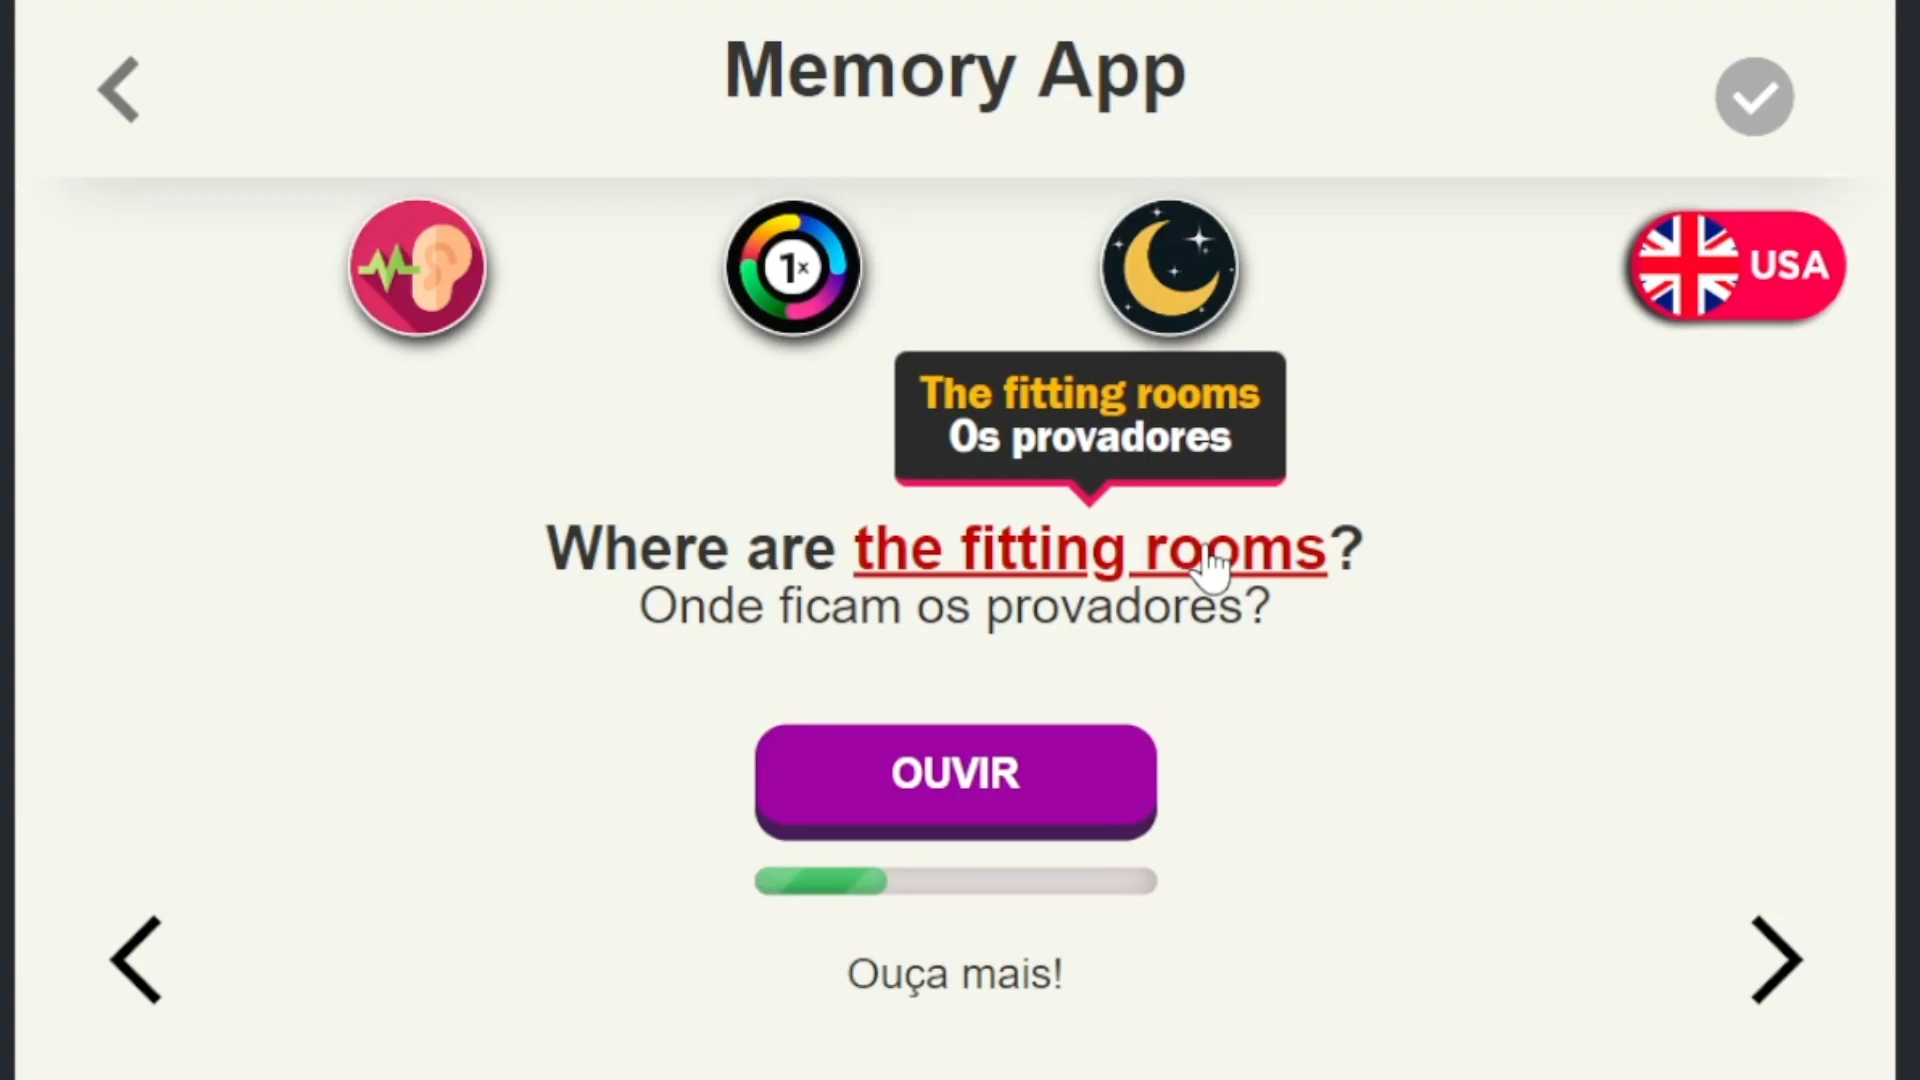 Memory App
1x
USA
The fitting rooms
Os provadores
Where are the fitting rooms?
Onde ficam os provadores?
OUVIR
Ouça mais!